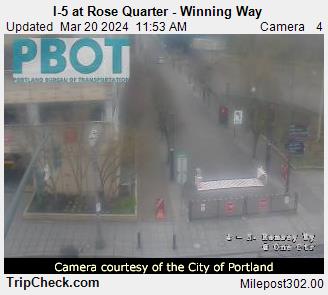 I-5 at Rose Quarter - Winning Way
Updated Mar 20 2024 11:53 AM Camera 4
PBOT
PORTLAND BUREAU OF TRANSPORTATION
Camera courtesy of the City of Portland
TripCheck.com Milepost302.00